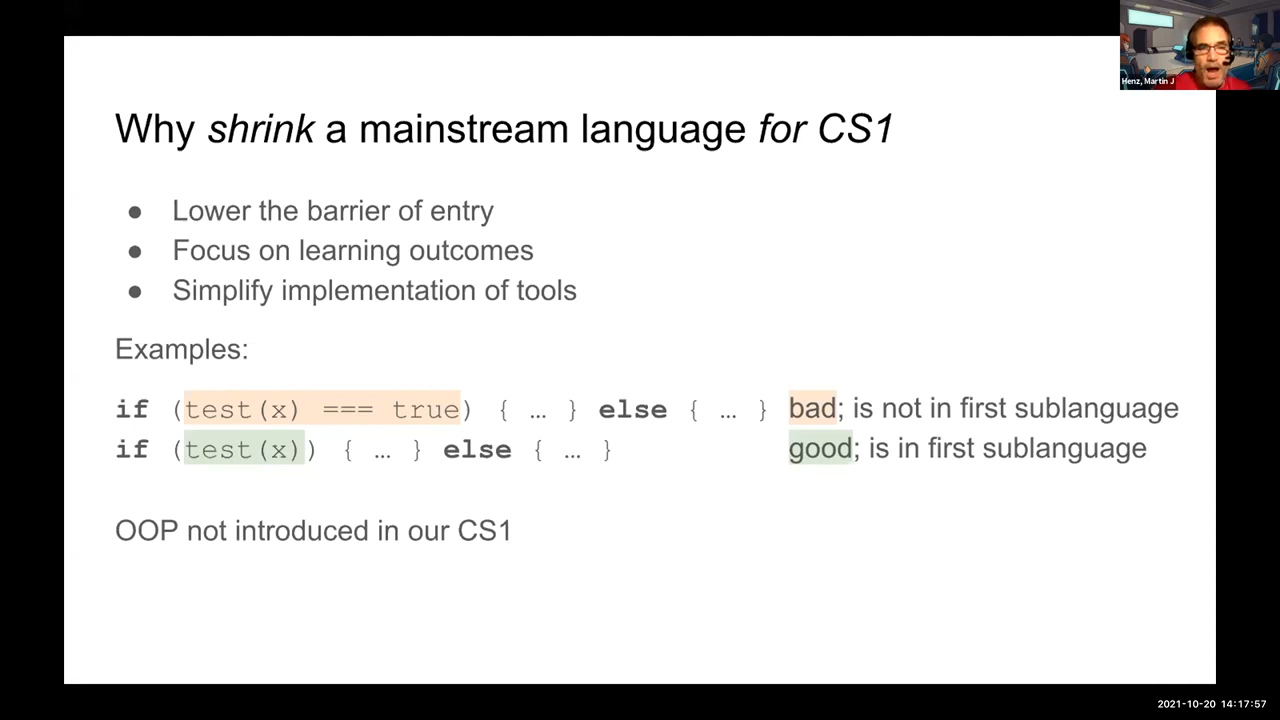 Henz, Martin J
Why shrink a mainstream language for CS1
● Lower the barrier of entry
● Focus on learning outcomes
● Simplify implementation of tools
Examples:
if (test(x) === true) { … } else { … } bad; is not in first sublanguage
if (test(x)) { … } else { … } good; is in first sublanguage
OOP not introduced in our CS1
2021-10-20 14:17:57